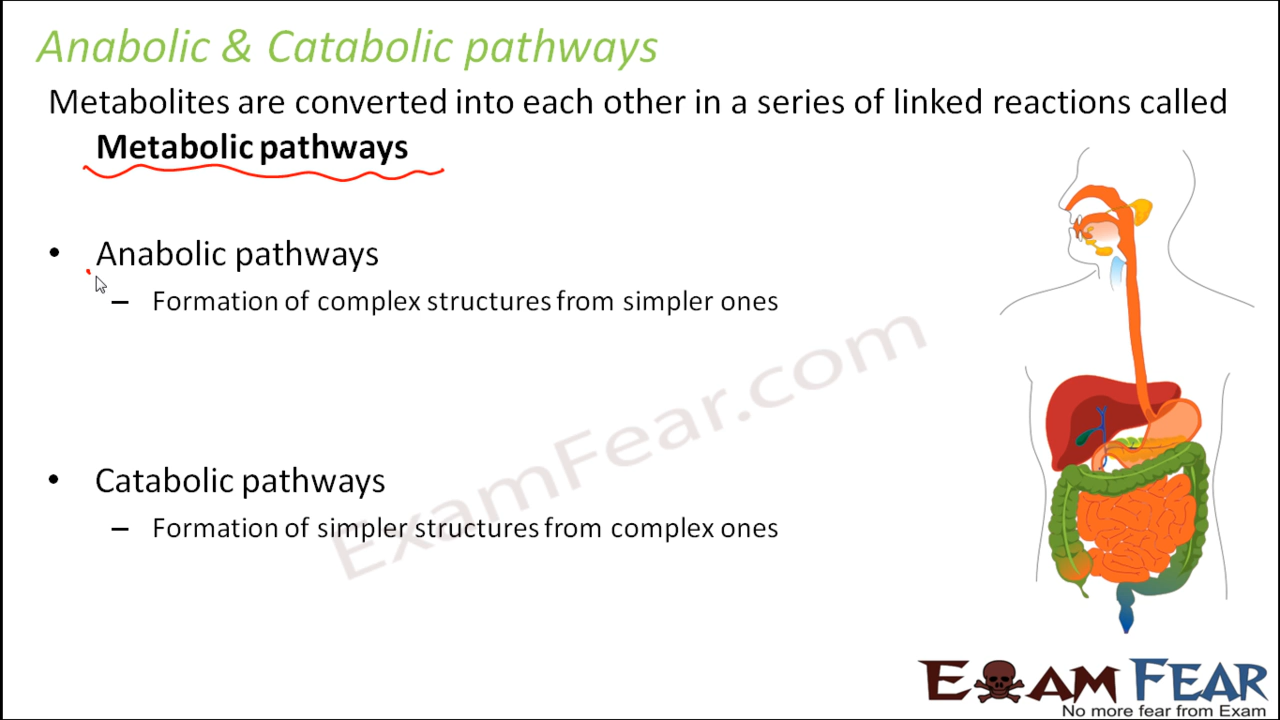 Anabolic & Catabolic pathways
Metabolites are converted into each other in a series of linked reactions called
Metabolic pathways
• Anabolic pathways
– Formation of complex structures from simpler ones
ExamFear.com
• Catabolic pathways
– Formation of simpler structures from complex ones
EXAM FEAR
No more fear from Exam